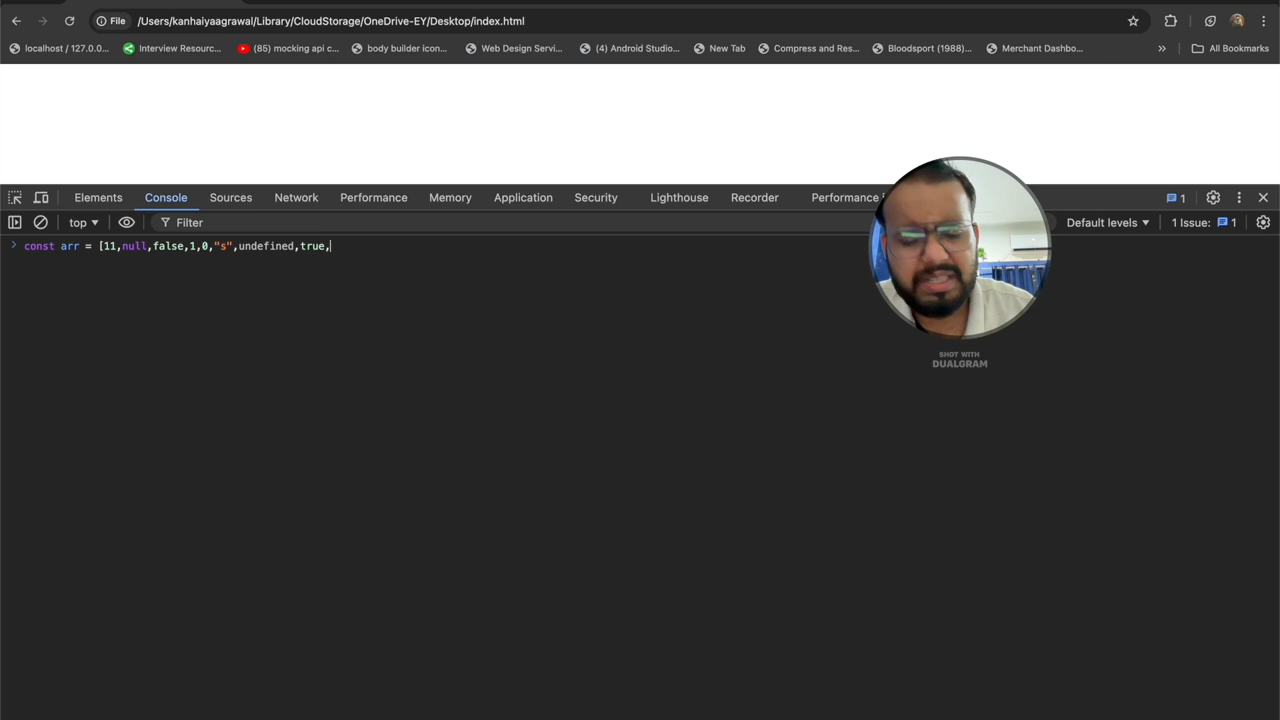 File /Users/kanhaiyaagrawal/Library/CloudStorage/OneDrive-EY/Desktop/index.html
localhost / 127.0.0... Interview Resourc... (85) mocking api c... body builder icon... Web Design Servi... (4) Android Studio... New Tab Compress and Res... Bloodsport (1988)... Merchant Dashbo... » All Bookmarks
Elements Console Sources Network Performance Memory Application Security Lighthouse Recorder Performance 1
top Filter Default levels 1 Issue: 1
> const arr = [11,null,false,1,0,"s",undefined,true,
SHOT WITH
DUALGRAM